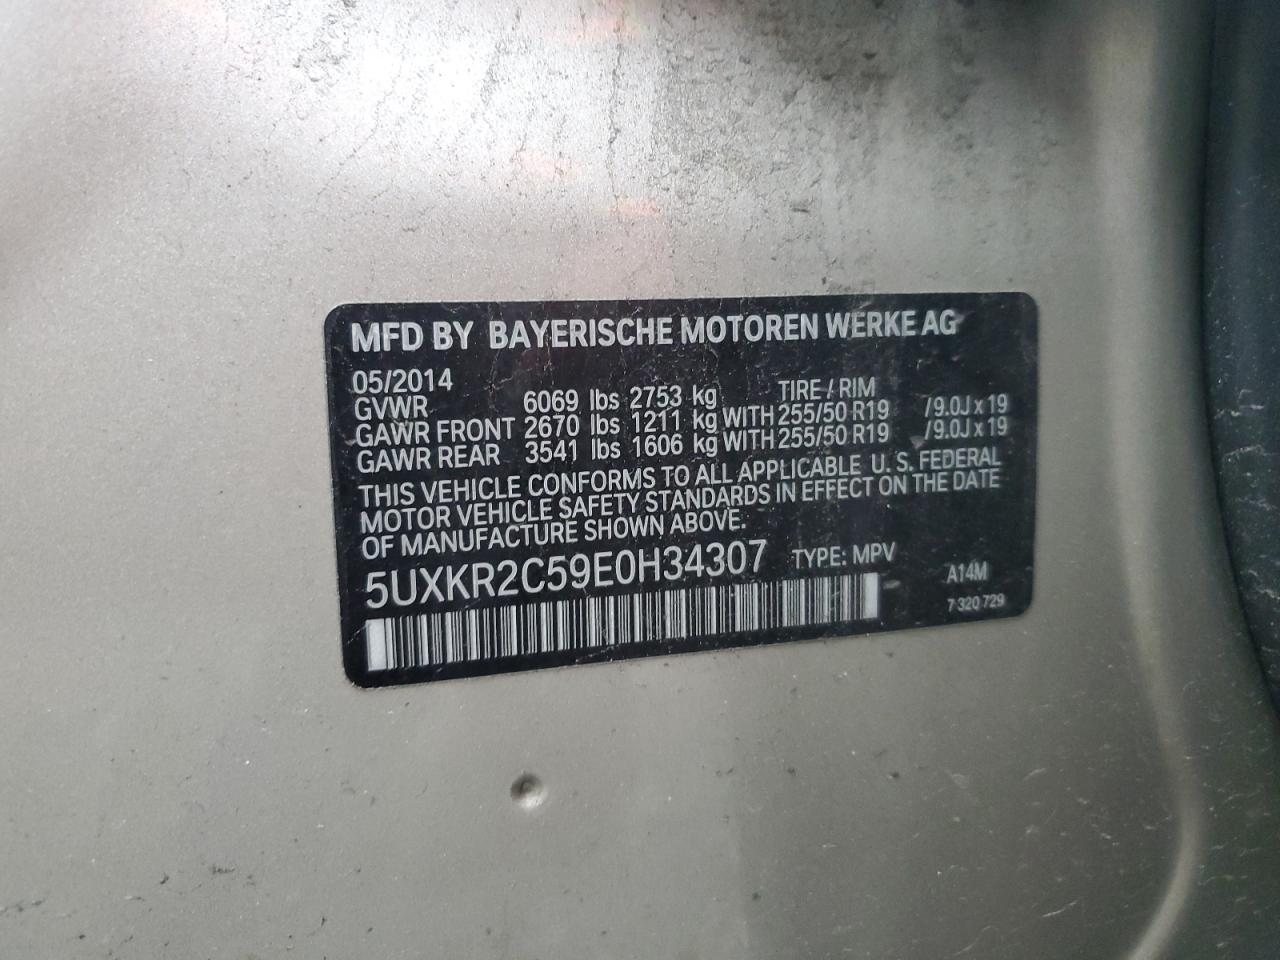 MFD BY BAYERISCHE MOTOREN WERKE AG
05/2014 TIRE / RIM
GVWR 6069 lbs 2753 kg
GAWR FRONT 2670 lbs 1211 kg WITH 255/50 R19 /9.0J x 19
GAWR REAR 3541 lbs 1606 kg WITH 255/50 R19 /9.0J x 19
THIS VEHICLE CONFORMS TO ALL APPLICABLE U. S. FEDERAL
MOTOR VEHICLE SAFETY STANDARDS IN EFFECT ON THE DATE
OF MANUFACTURE SHOWN ABOVE.
5UXKR2C59E0H34307 TYPE: MPV
A14M
7 320 729